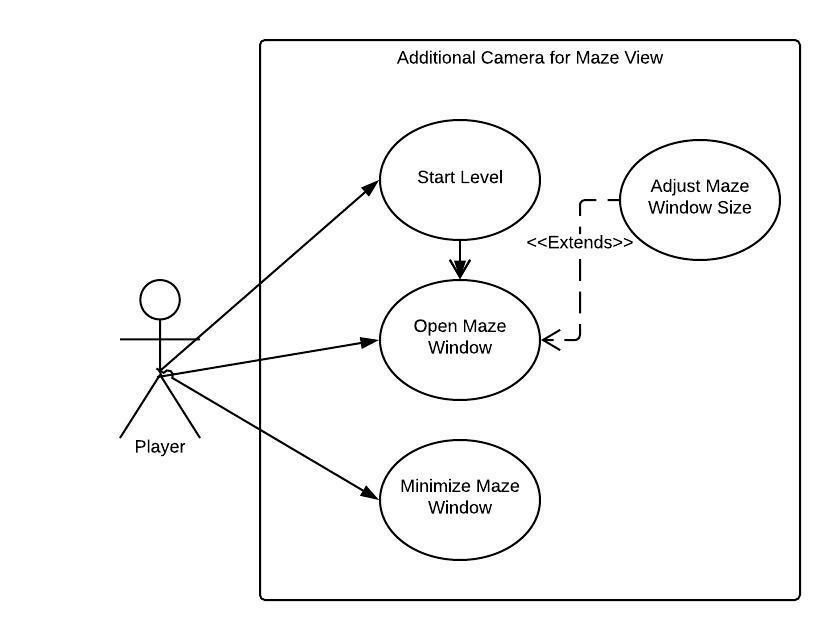 Additional Camera for Maze View
Start Level
Adjust Maze
Window Size
<<Extends>>
Open Maze
Window
Player
Minimize Maze
Window